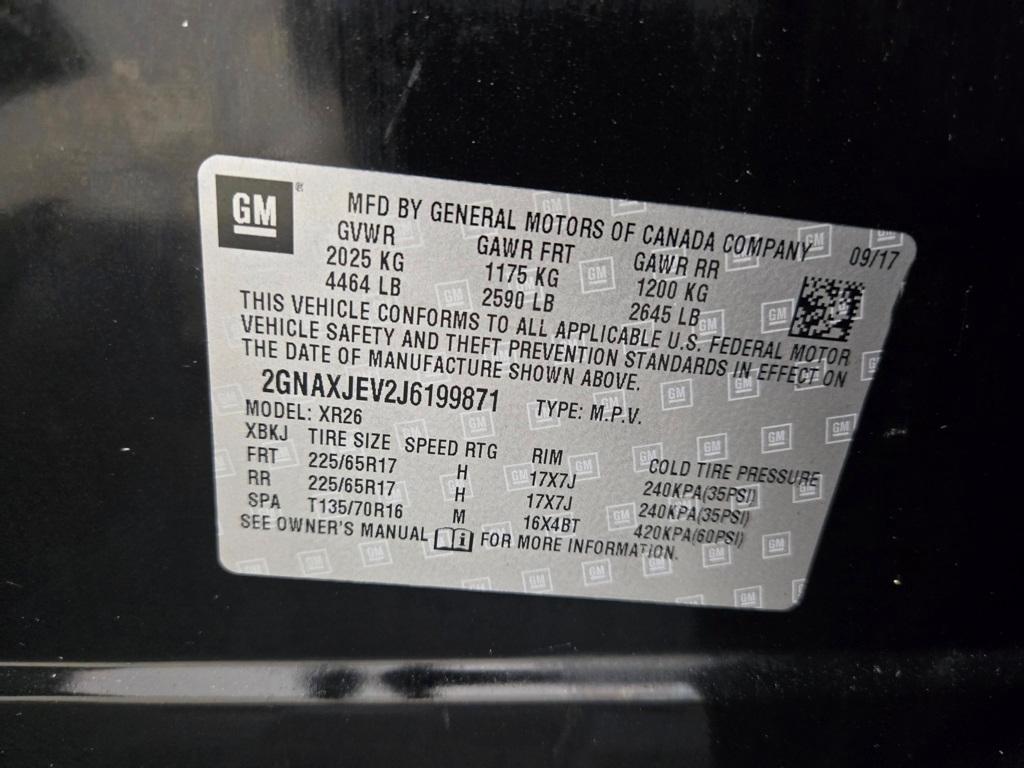 GM ®
MFD BY GENERAL MOTORS OF CANADA COMPANY
09/17
GVWR GAWR FRT GAWR RR
2025 KG 1175 KG 1200 KG
4464 LB 2590 LB 2645 LB
THIS VEHICLE CONFORMS TO ALL APPLICABLE U.S. FEDERAL MOTOR
VEHICLE SAFETY AND THEFT PREVENTION STANDARDS IN EFFECT ON
THE DATE OF MANUFACTURE SHOWN ABOVE.
2GNAXJEV2J6199871 TYPE: M.P.V.
MODEL: XR26
XBKJ TIRE SIZE SPEED RTG RIM COLD TIRE PRESSURE
FRT 225/65R17 H 17X7J 240KPA(35PSI)
RR 225/65R17 H 17X7J 240KPA(35PSI)
SPA T135/70R16 M 16X4BT 420KPA(60PSI)
SEE OWNER'S MANUAL i FOR MORE INFORMATION.